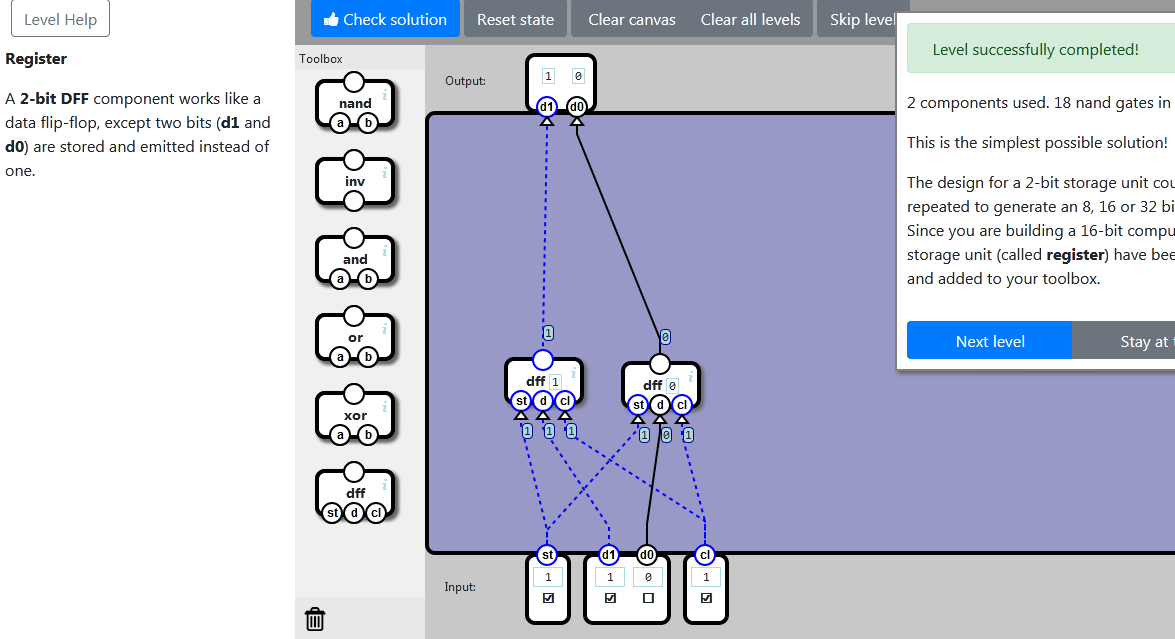 Level Help
Register
A 2-bit DFF component works like a
data flip-flop, except two bits (d1 and
d0) are stored and emitted instead of
one.
Check solution
Reset state
Clear canvas
Clear all levels
Skip level
Toolbox
nand
a b
inv
and
a b
or
a b
xor
a b
dff
st d cl
Output:
1 0
d1 d0
1
0
dff 1
st d cl
1 1 1
dff 0
st d cl
1 0 1
st
1
d1 d0
1 0
cl
1
Input:
Level successfully completed!
2 components used. 18 nand gates in
This is the simplest possible solution!
The design for a 2-bit storage unit cou
repeated to generate an 8, 16 or 32 bi
Since you are building a 16-bit compu
storage unit (called register) have bee
and added to your toolbox.
Next level
Stay at t